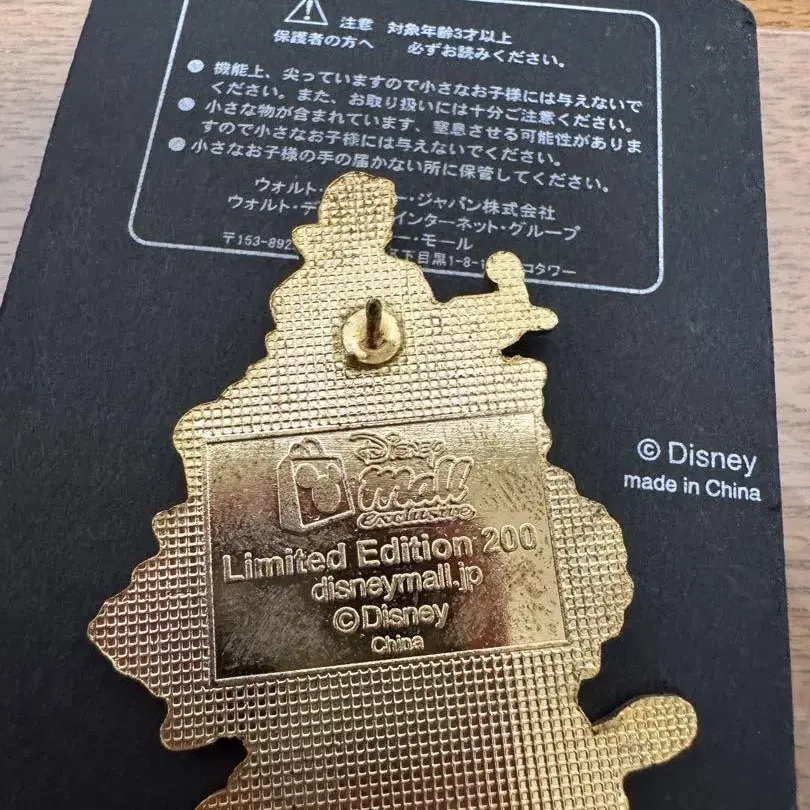 注意 対象年齢3才以上
保護者の方へ 必ずお読みください。
● 機能上、尖っていますので小さなお子様には与えないで
ください。また、お取り扱いには十分ご注意ください。
● 小さな物が含まれています、窒息させる可能性がありま
すので小さなお子様には与えないでください。
● 小さなお子様の手の届かない所に保管してください。
ウォルト・ ー・ジャパン株式会社
ウォルト・デ インターネット・グループ
ー・モール
〒153-892 下目黒1-8-1 コタワー
Disney
mall
exclusive
Limited Edition 200
disneymall.jp
©Disney
China
© Disney
made in China